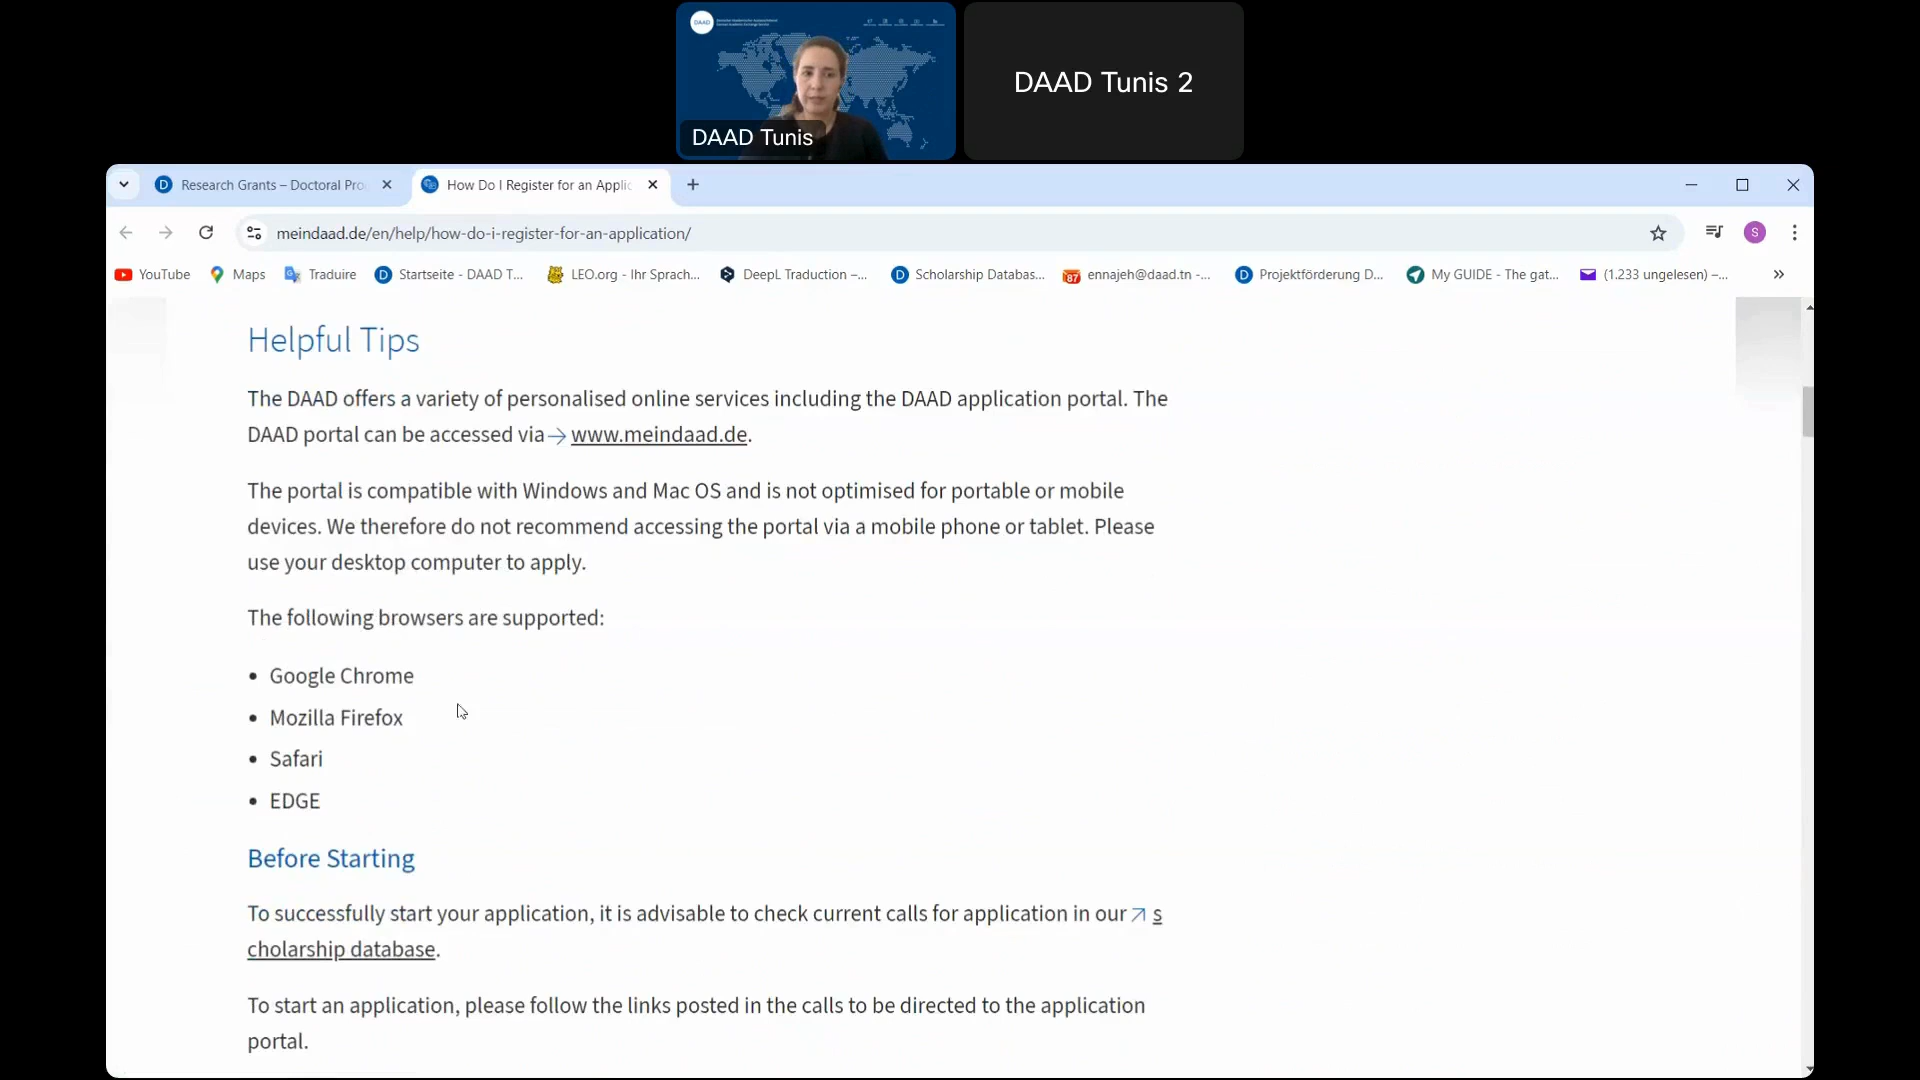 DAAD
DAAD Tunis
DAAD Tunis 2
Research Grants – Doctoral Pro
How Do I Register for an Applic
meindaad.de/en/help/how-do-i-register-for-an-application/
S
YouTube
Maps
Traduire
Startseite - DAAD T...
LEO.org - Ihr Sprach...
DeepL Traduction –...
Scholarship Databas...
87
ennajeh@daad.tn -...
Projektförderung D...
My GUIDE - The gat...
(1.233 ungelesen) –...
Helpful Tips
The DAAD offers a variety of personalised online services including the DAAD application portal. The
DAAD portal can be accessed via → www.meindaad.de.
The portal is compatible with Windows and Mac OS and is not optimised for portable or mobile
devices. We therefore do not recommend accessing the portal via a mobile phone or tablet. Please
use your desktop computer to apply.
The following browsers are supported:
• Google Chrome
• Mozilla Firefox
• Safari
• EDGE
Before Starting
To successfully start your application, it is advisable to check current calls for application in our ↗ s
cholarship database.
To start an application, please follow the links posted in the calls to be directed to the application
portal.